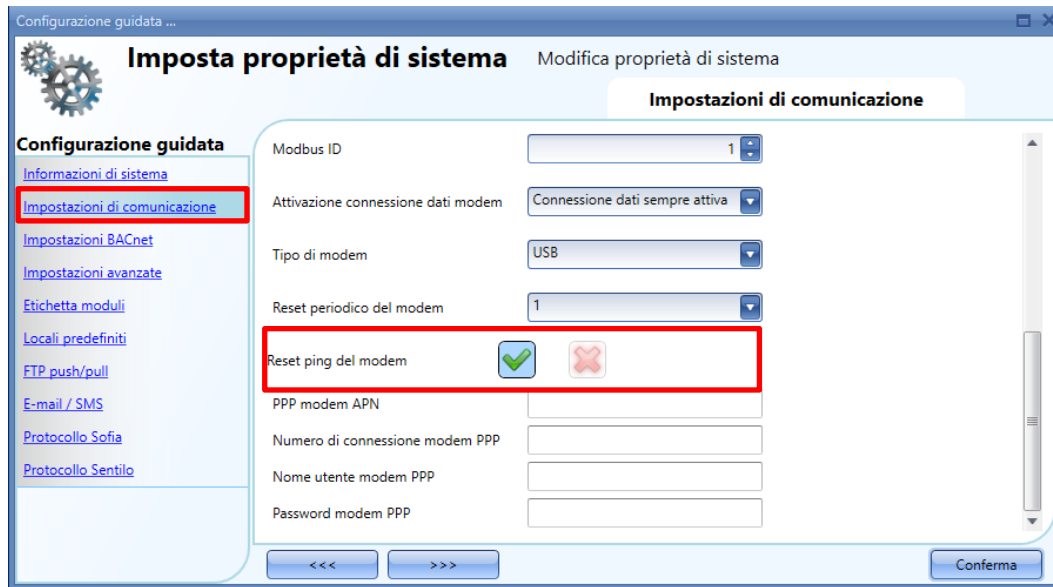 Configurazione guidata ...
Imposta proprietà di sistema
Modifica proprietà di sistema
Impostazioni di comunicazione
Configurazione guidata
Informazioni di sistema
Impostazioni di comunicazione
Impostazioni BACnet
Impostazioni avanzate
Etichetta moduli
Locali predefiniti
FTP push/pull
E-mail / SMS
Protocollo Sofia
Protocollo Sentilo
Modbus ID 1
Attivazione connessione dati modem Connessione dati sempre attiva
Tipo di modem USB
Reset periodico del modem 1
Reset ping del modem
PPP modem APN
Numero di connessione modem PPP
Nome utente modem PPP
Password modem PPP
<<< >>> Conferma